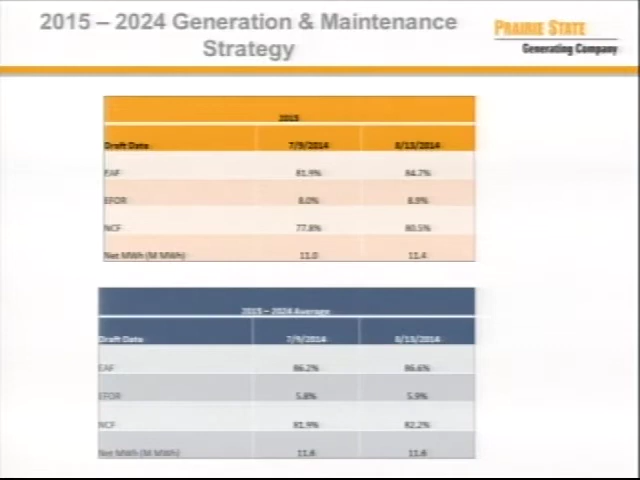 2015 – 2024 Generation & Maintenance
Strategy
PRAIRIE STATE
Generating Company
2015
Draft Date 7/9/2014 8/13/2014
EAF 81.9% 84.7%
EFOR 8.0% 8.9%
NCF 77.8% 80.5%
Net MWh (M MWh) 11.0 11.4
2015 – 2024 Average
Draft Date 7/9/2014 8/13/2014
EAF 86.2% 86.6%
EFOR 5.8% 5.9%
NCF 81.9% 82.2%
Net MWh (M MWh) 11.6 11.6